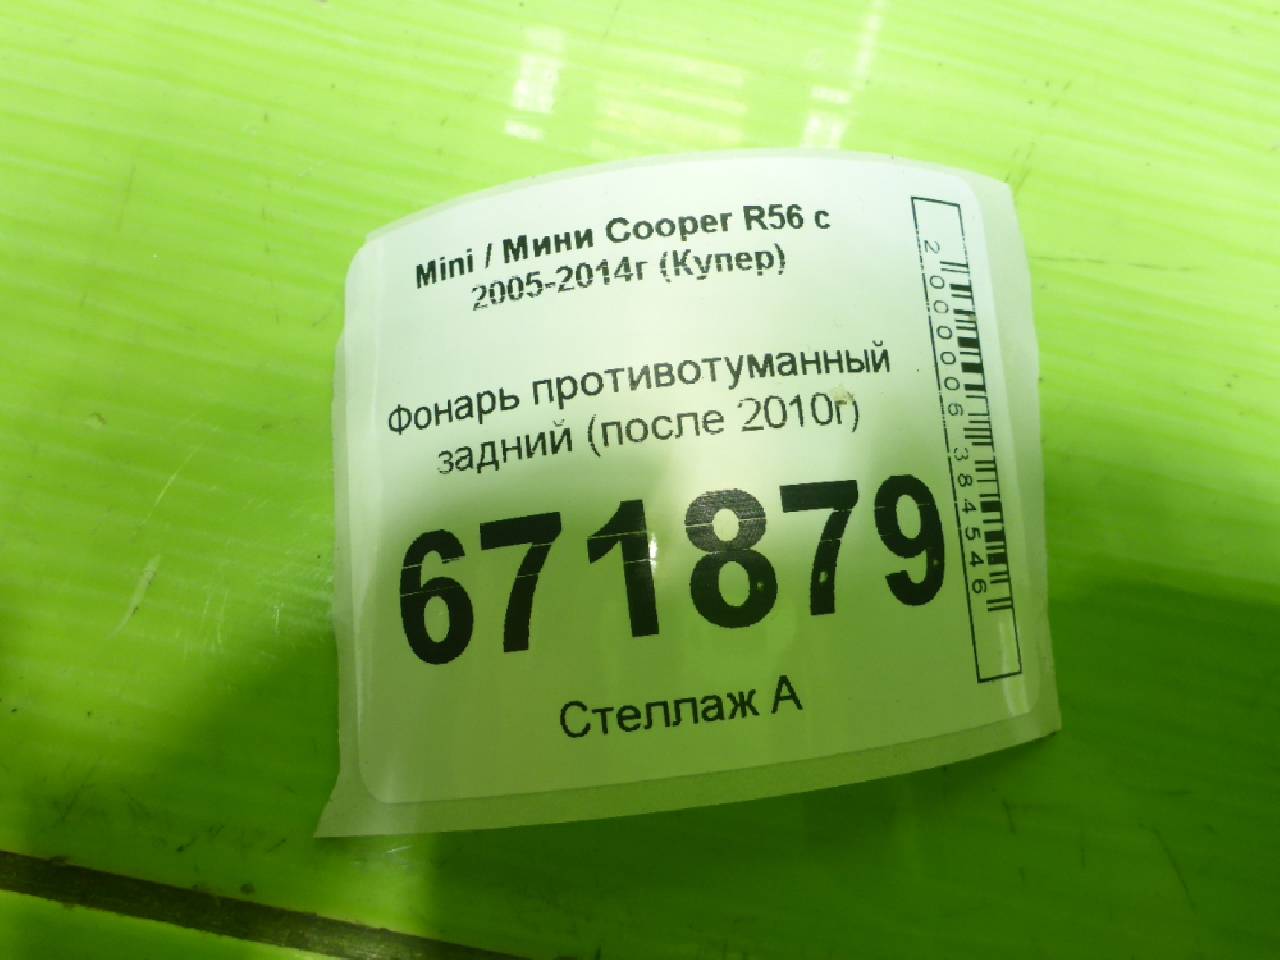 Mini / Мини Cooper R56 с
2005-2014г (Купер)
Фонарь противотуманный
задний (после 2010г)
671879
Стеллаж А
2000006384546